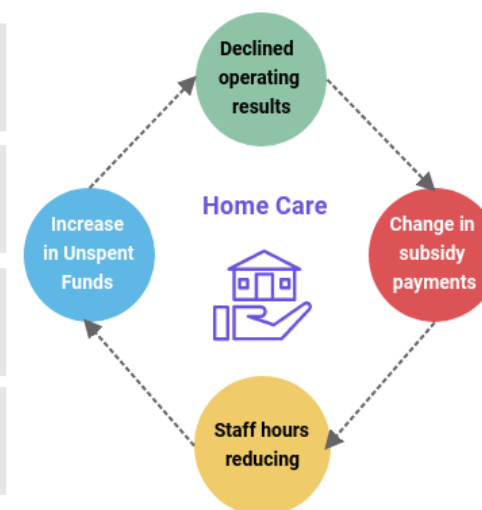 Declined
operating
results
Home Care
Increase
in Unspent
Funds
Change in
subsidy
payments
Staff hours
reducing